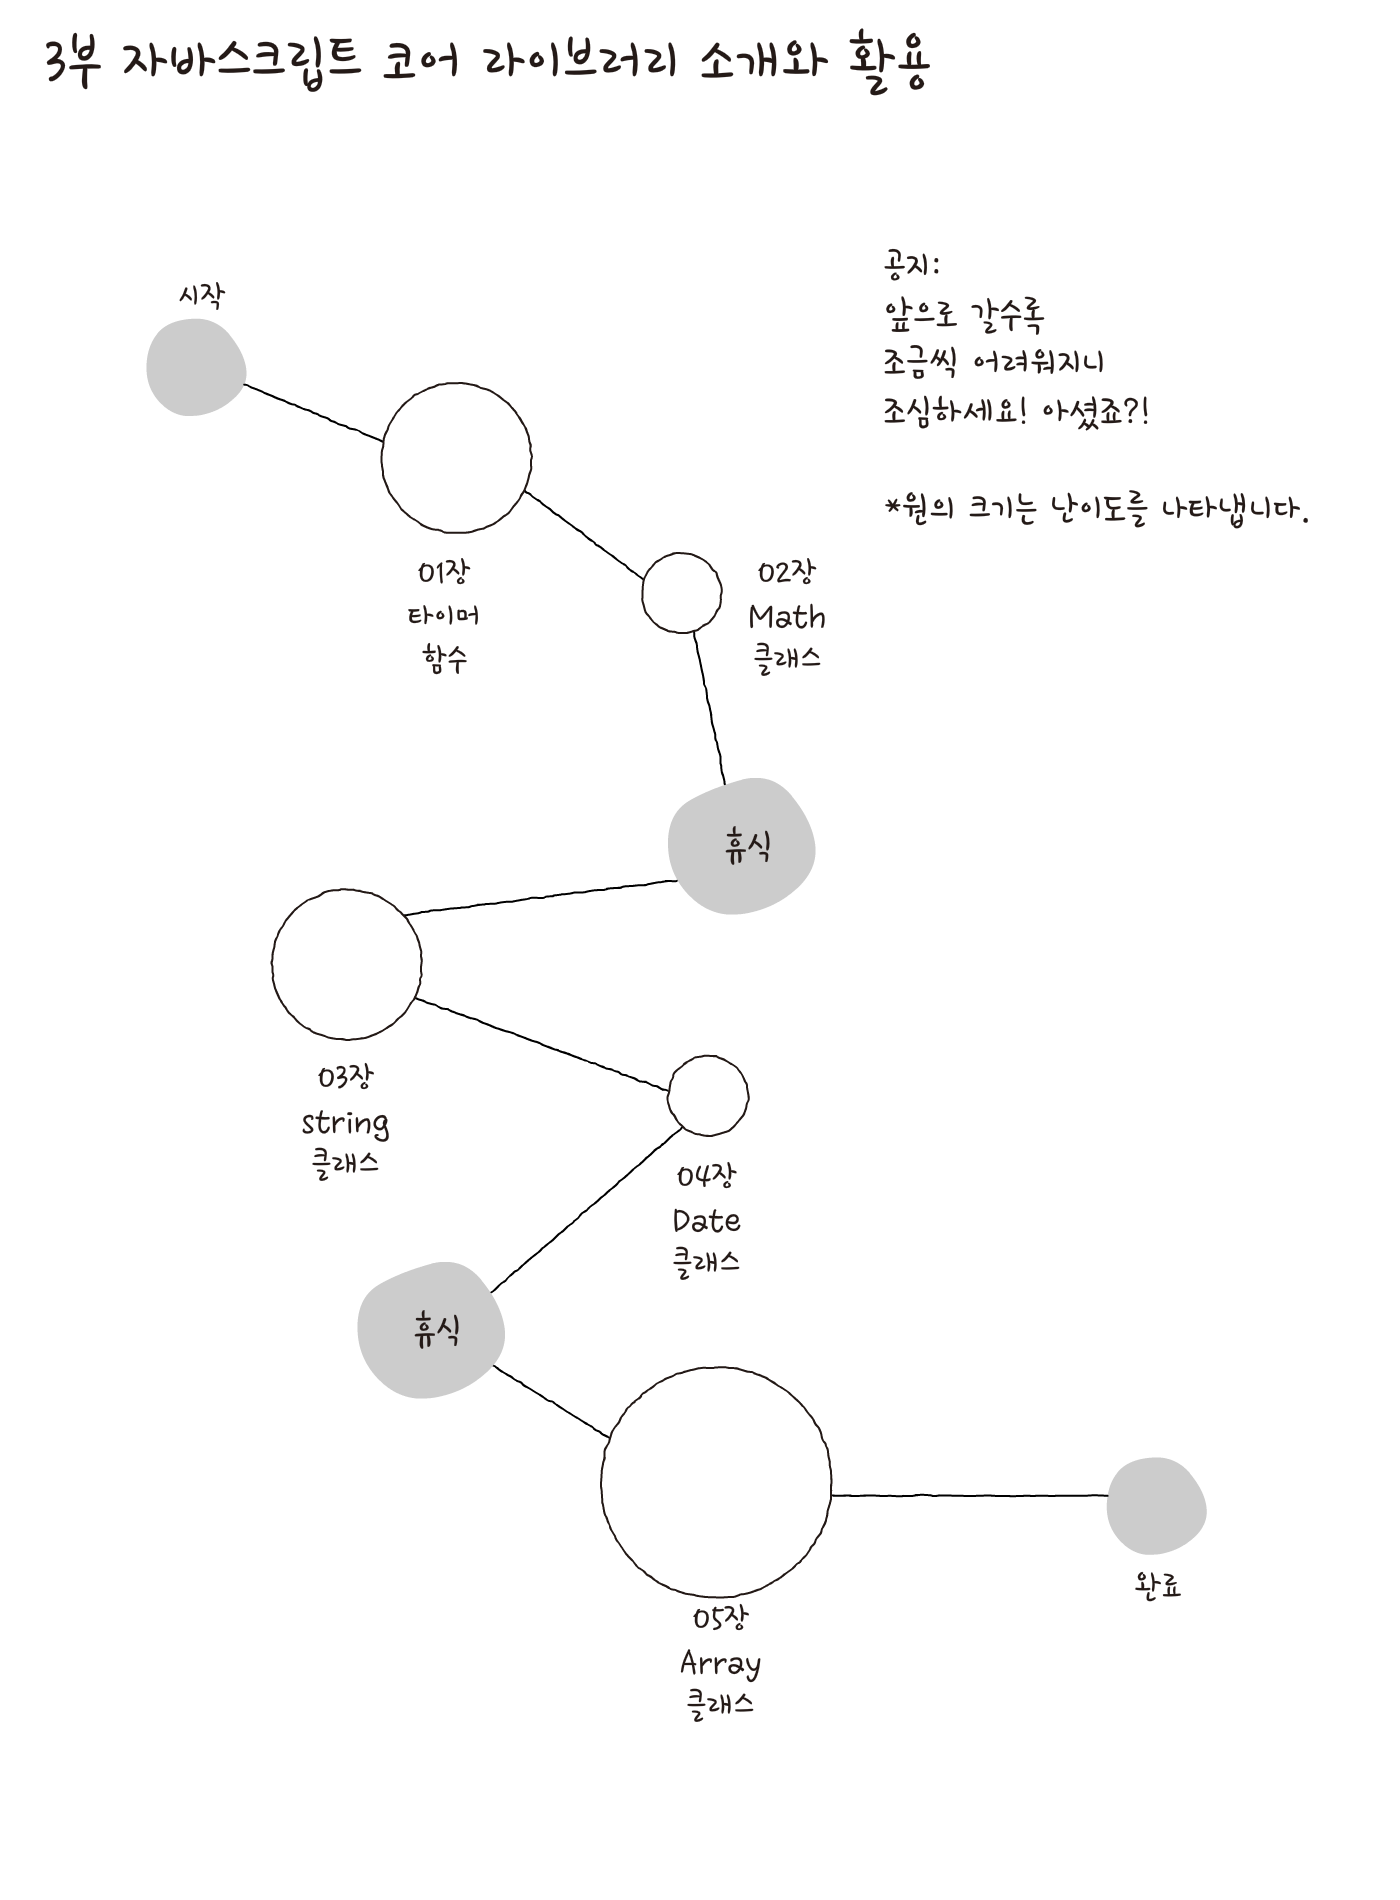 3부 자바스크립트 코어 라이브러리 소개와 활용
공지:
앞으로 갈수록
조금씩 어려워지니
조심하세요! 아셨죠?!
*원의 크기는 난이도를 나타냅니다.
시작
01장
타이머
함수
02장
Math
클래스
휴식
03장
string
클래스
04장
Date
클래스
휴식
05장
Array
클래스
완료